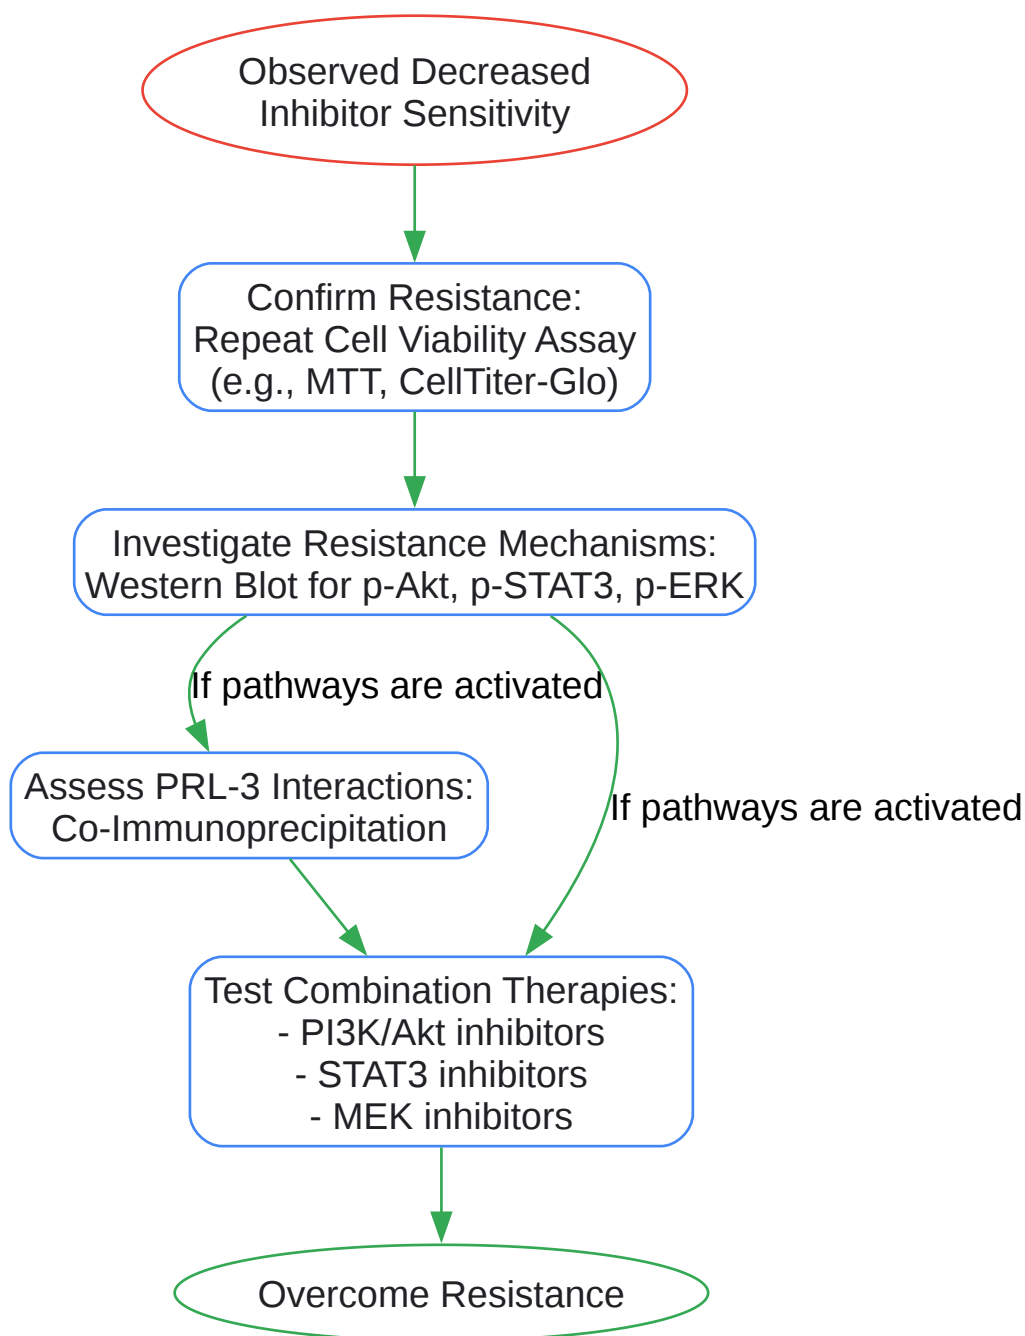 Observed Decreased
Inhibitor Sensitivity
Confirm Resistance:
Repeat Cell Viability Assay
(e.g., MTT, CellTiter-Glo)
Investigate Resistance Mechanisms:
Western Blot for p-Akt, p-STAT3, p-ERK
If pathways are activated
Assess PRL-3 Interactions:
Co-Immunoprecipitation
If pathways are activated
Test Combination Therapies:
- PI3K/Akt inhibitors
- STAT3 inhibitors
- MEK inhibitors
Overcome Resistance